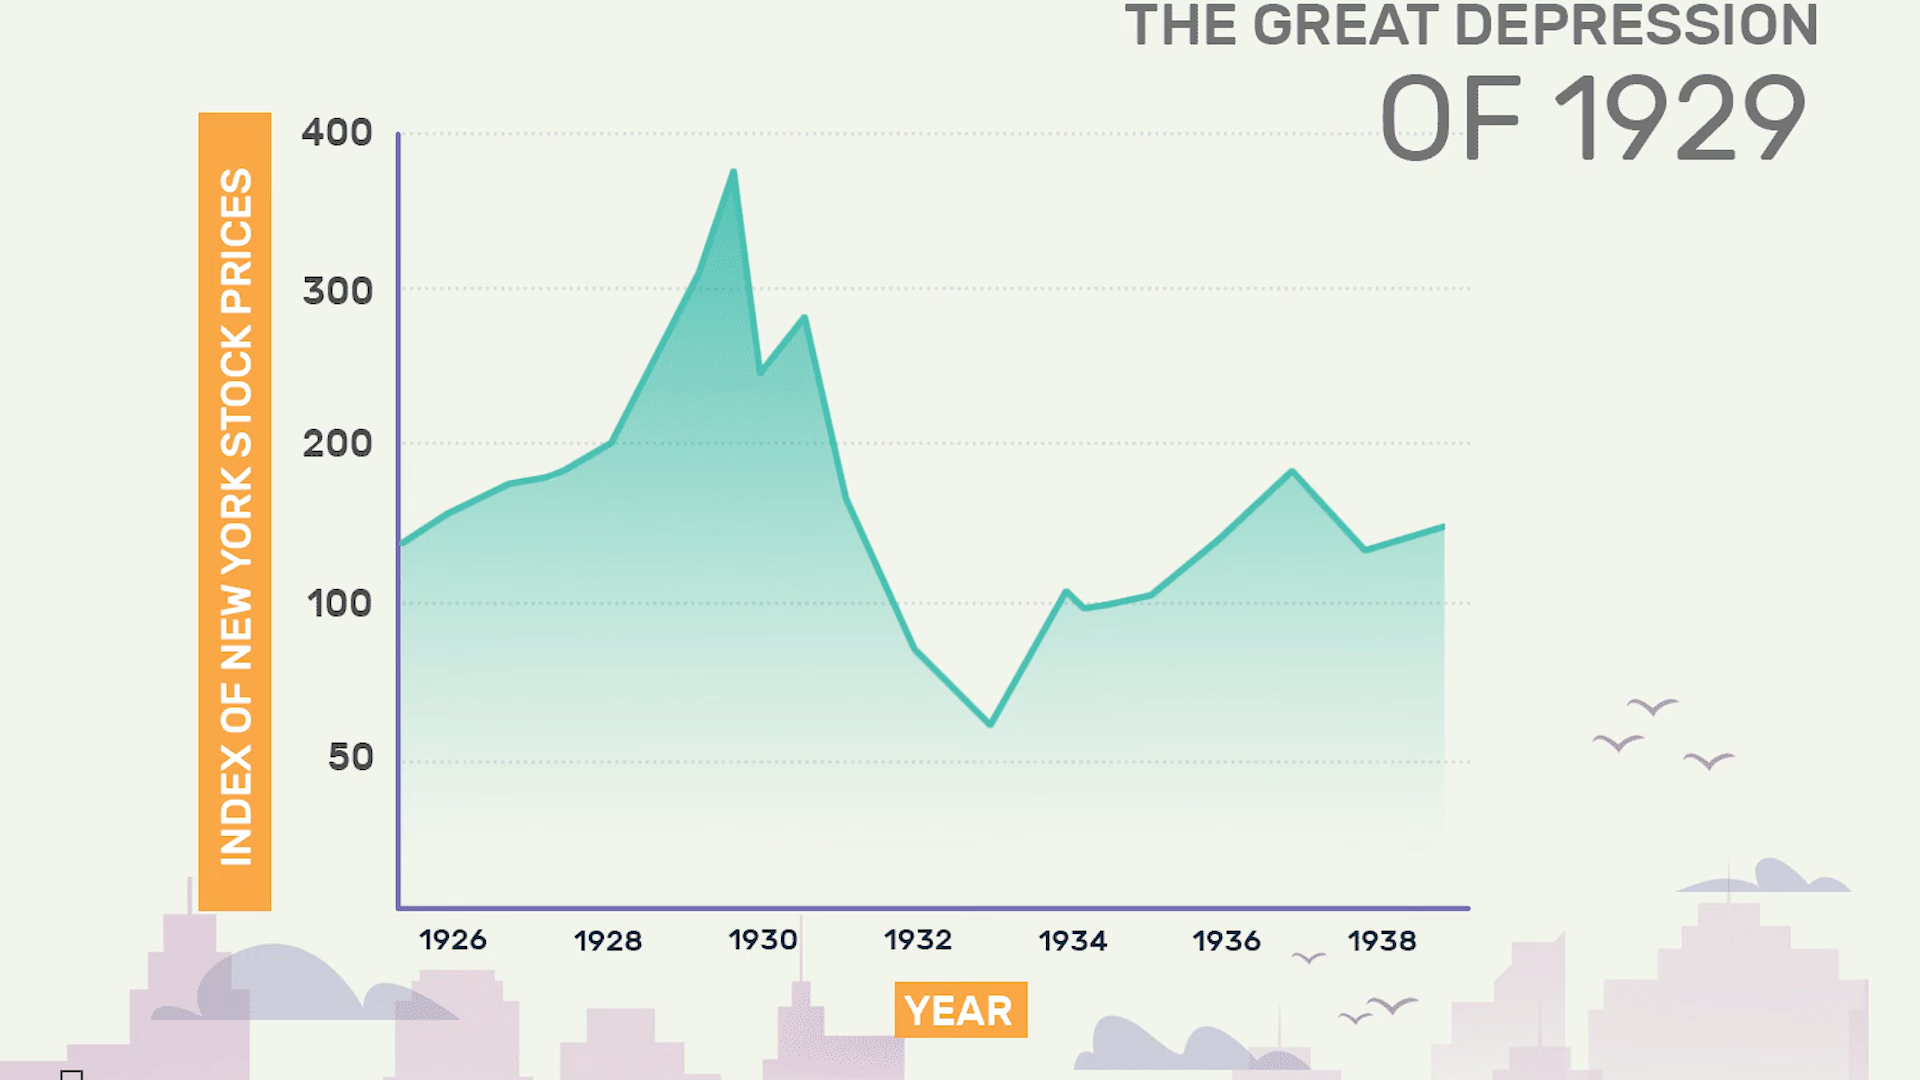 THE GREAT DEPRESSION
OF 1929
INDEX OF NEW YORK STOCK PRICES
400
300
200
100
50
1926 1928 1930 1932 1934 1936 1938
YEAR